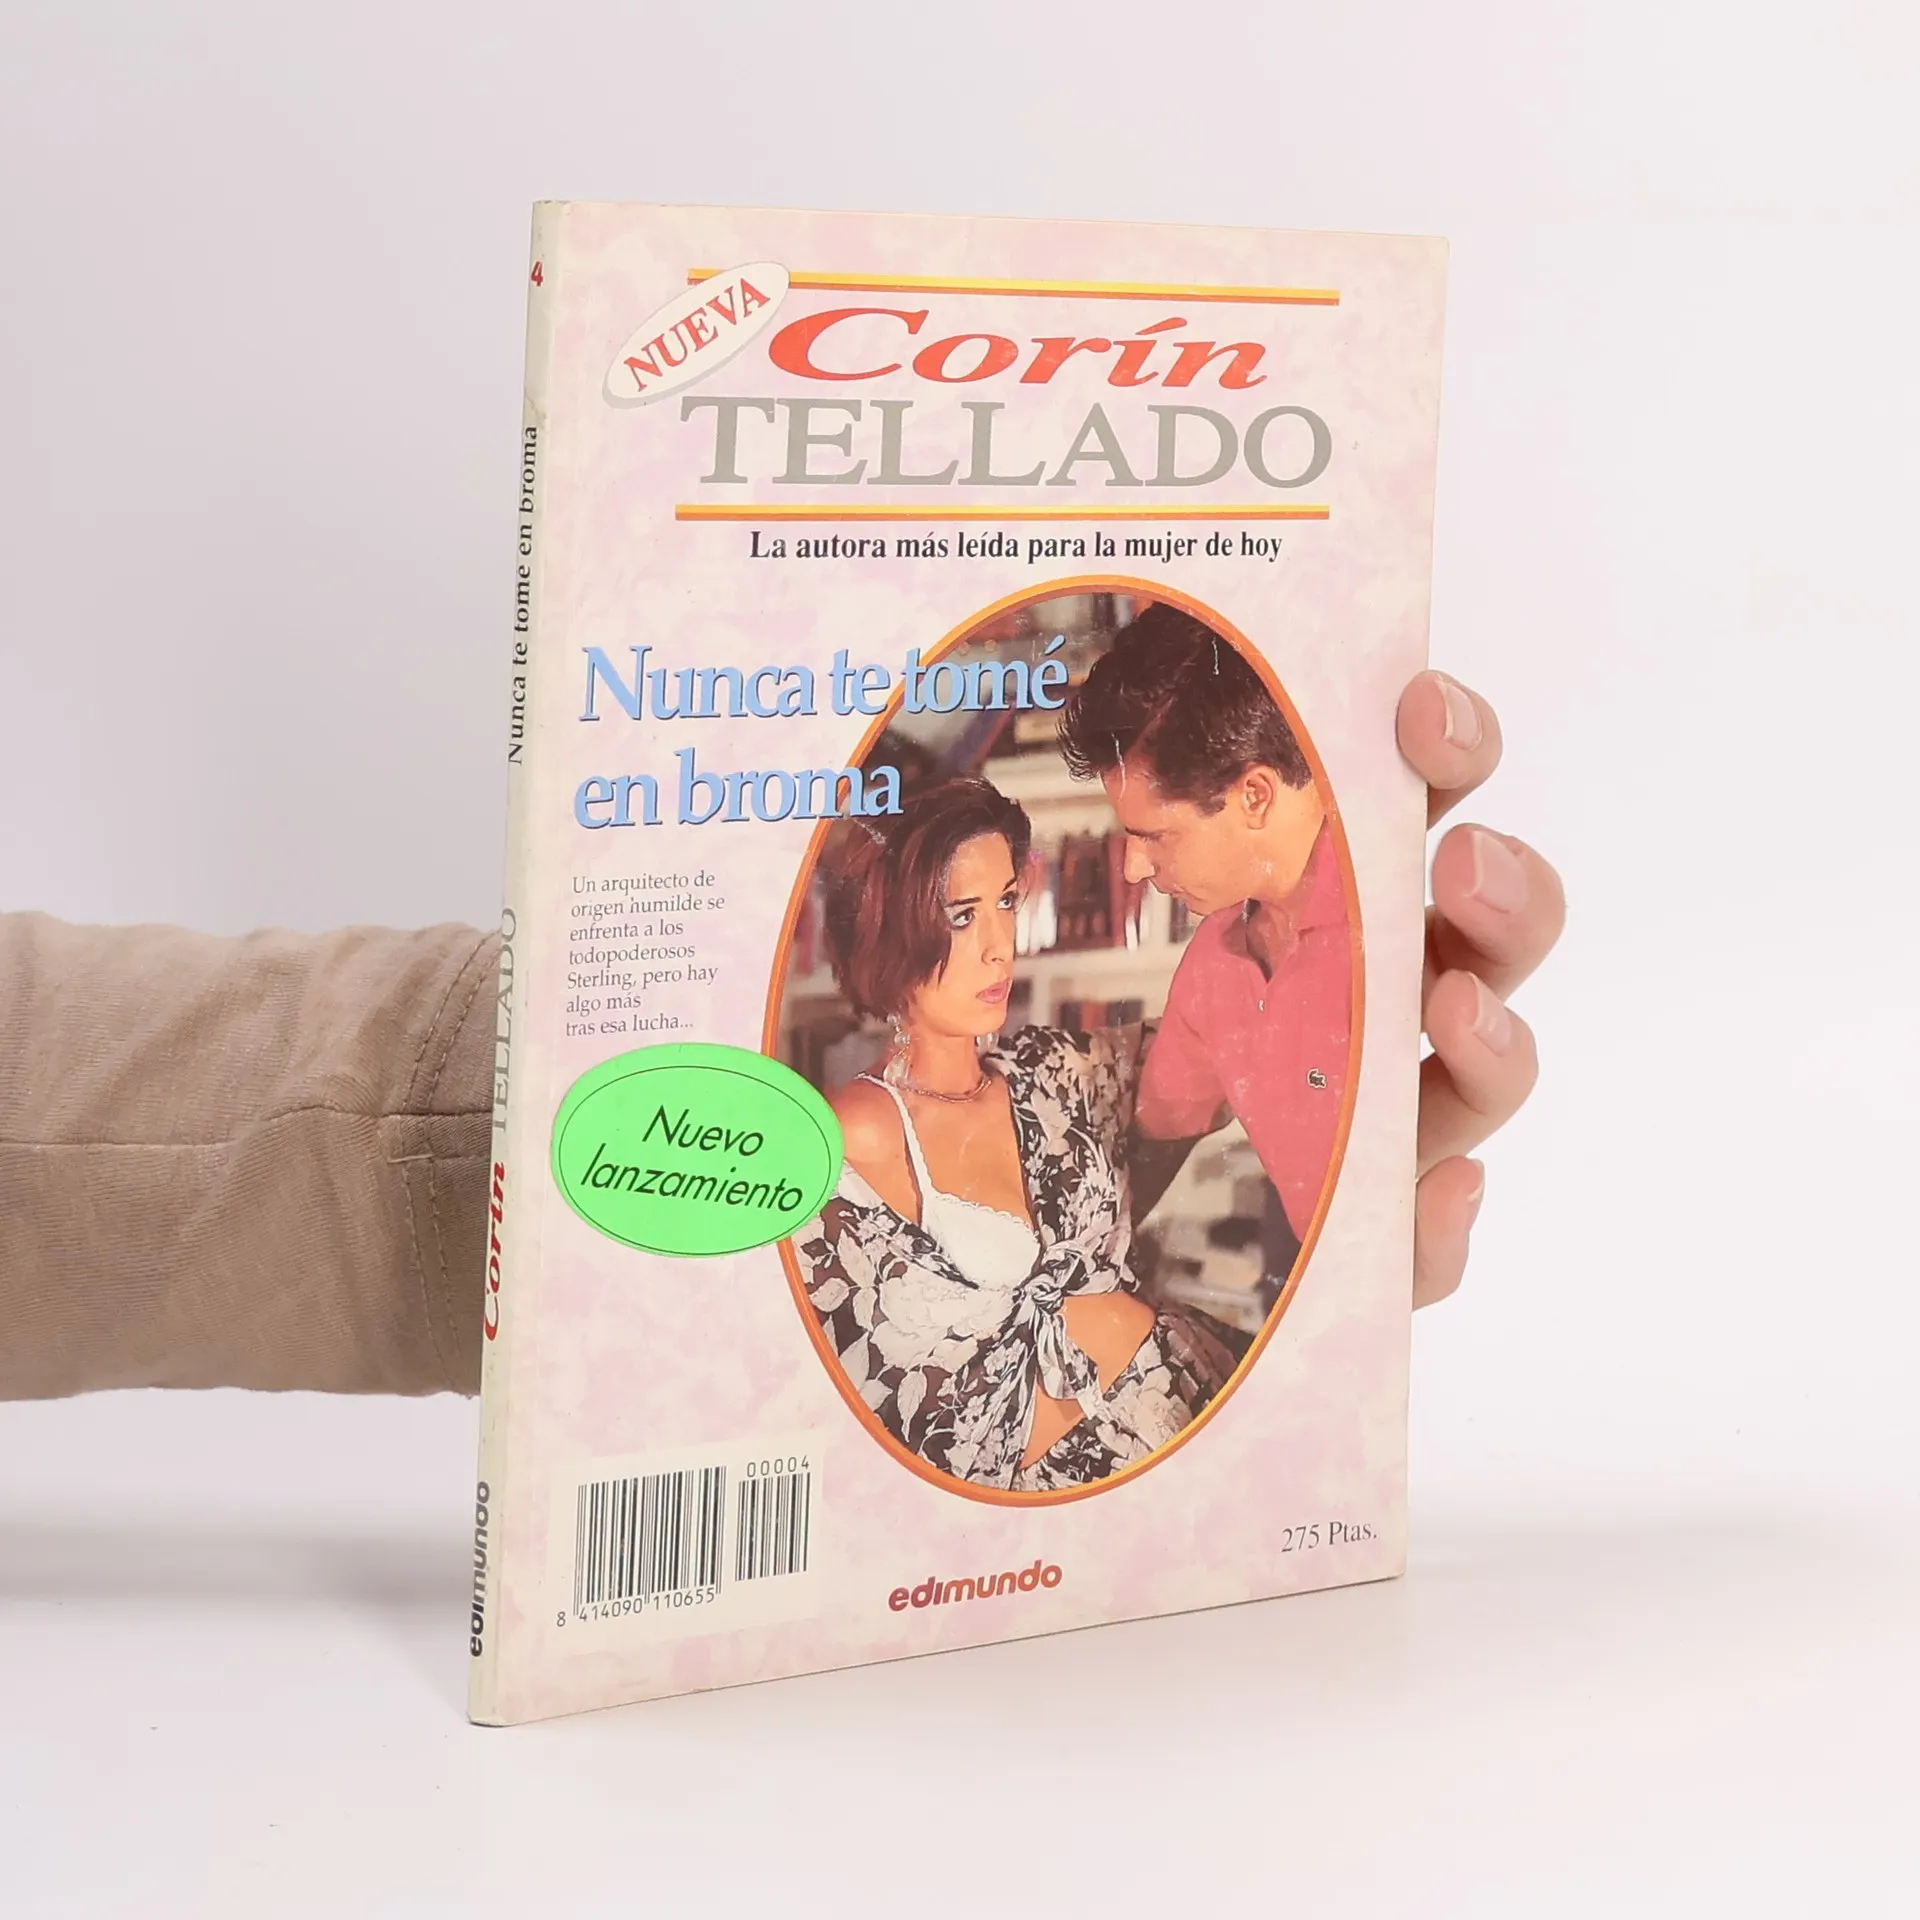 4
Nunca te tomé en broma
Corín TELLADO
edimundo
NUEVA
Corín
TELLADO
La autora más leída para la mujer de hoy
Nunca te tomé
en broma
Un arquitecto de
origen humilde se
enfrenta a los
todopoderosos
Sterling, pero hay
algo más
tras esa lucha...
Nuevo
lanzamiento
00004
8 414090 110655
edimundo
275 Ptas.